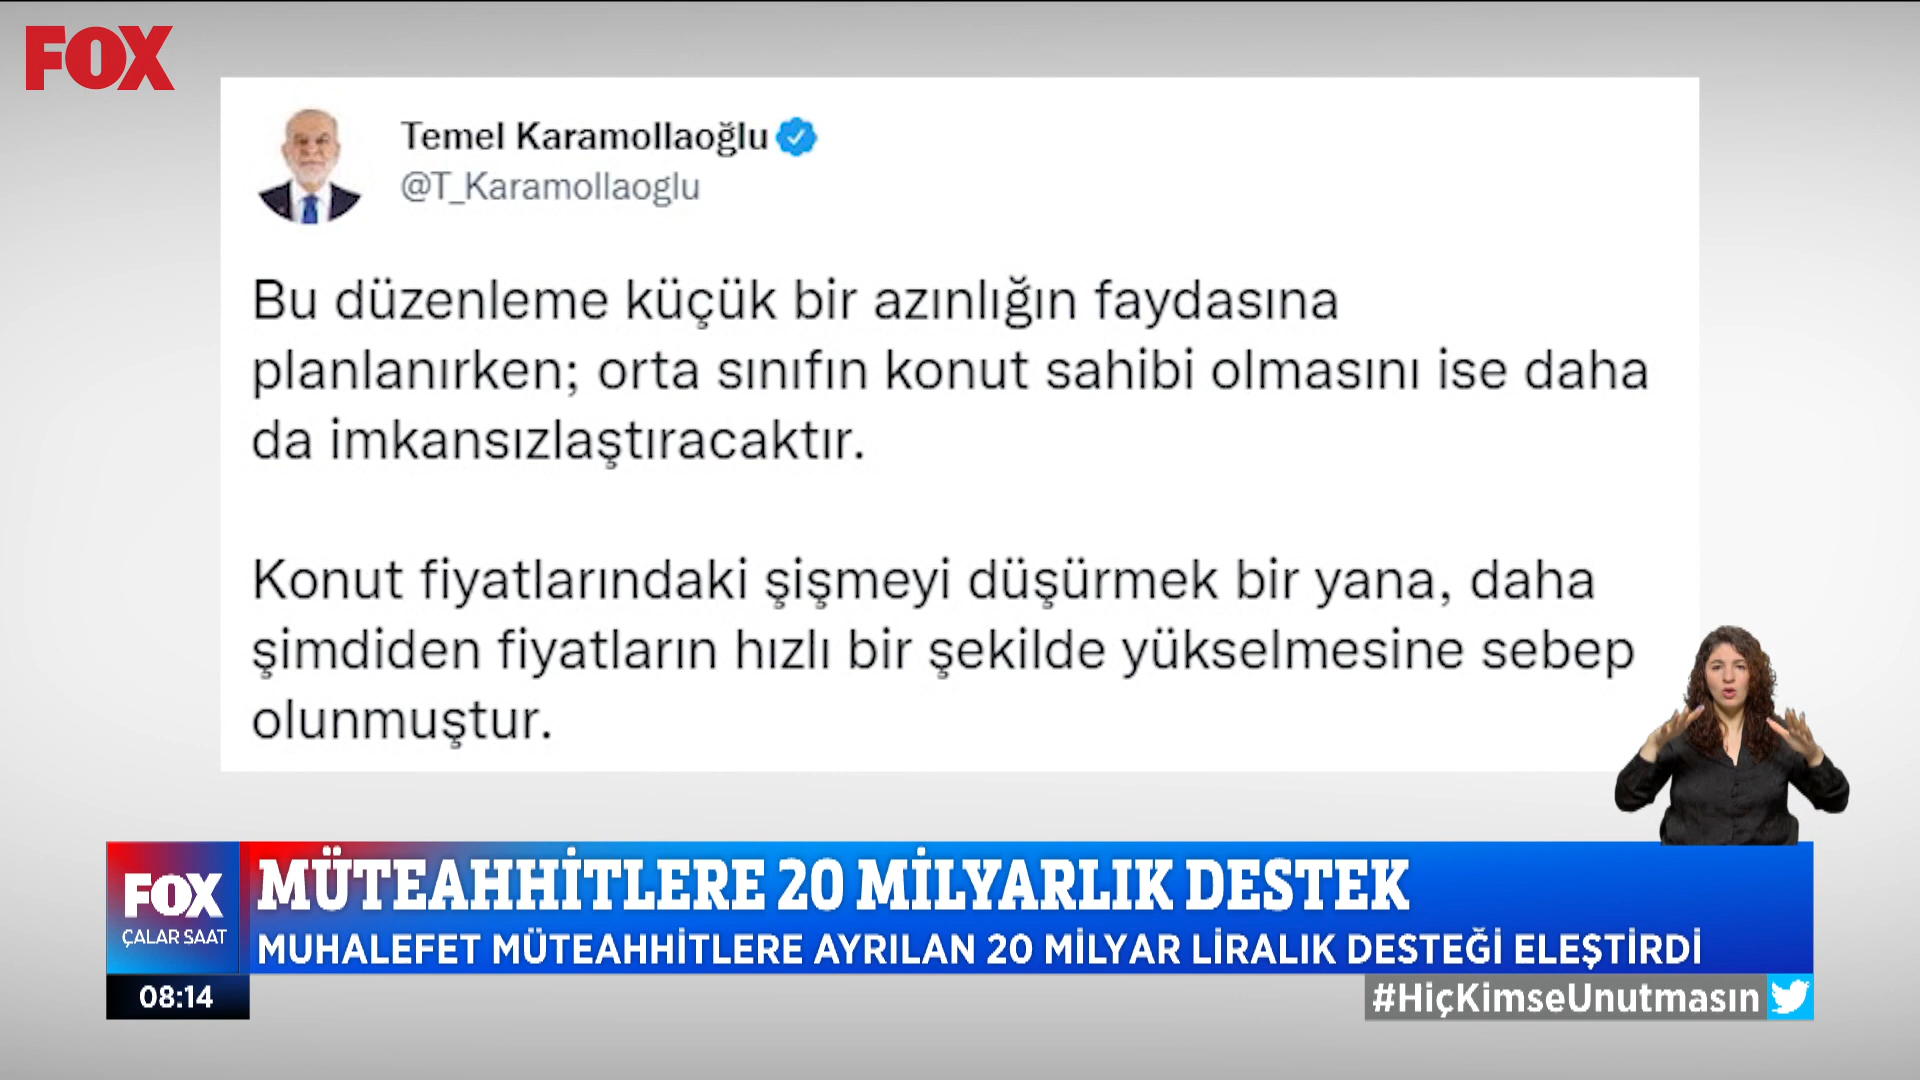 FOX
Temel Karamollaoğlu
@T_Karamollaoglu
Bu düzenleme küçük bir azınlığın faydasına
planlanırken; orta sınıfın konut sahibi olmasını ise daha
da imkansızlaştıracaktır.
Konut fiyatlarındaki şişmeyi düşürmek bir yana, daha
şimdiden fiyatların hızlı bir şekilde yükselmesine sebep
olunmuştur.
FOX
ÇALAR SAAT
MÜTEAHHİTLERE 20 MİLYARLIK DESTEK
MUHALEFET MÜTEAHHİTLERE AYRILAN 20 MİLYAR LİRALIK DESTEĞİ ELEŞTİRDİ
08:14
#HiçKimseUnutmasın